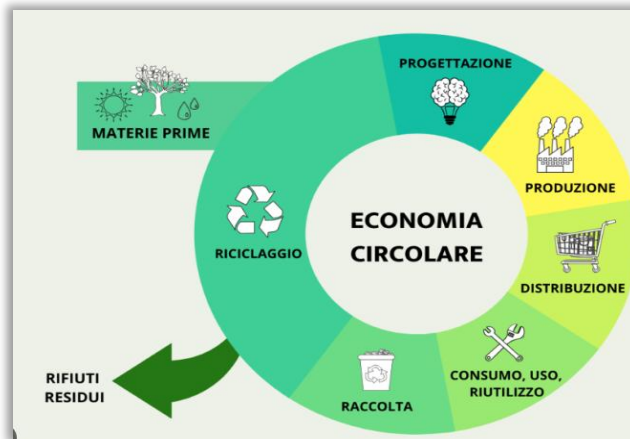 MATERIE PRIME
PROGETTAZIONE
PRODUZIONE
DISTRIBUZIONE
CONSUMO, USO,
RIUTILIZZO
RACCOLTA
RICICLAGGIO
ECONOMIA
CIRCOLARE
RIFIUTI
RESIDUI